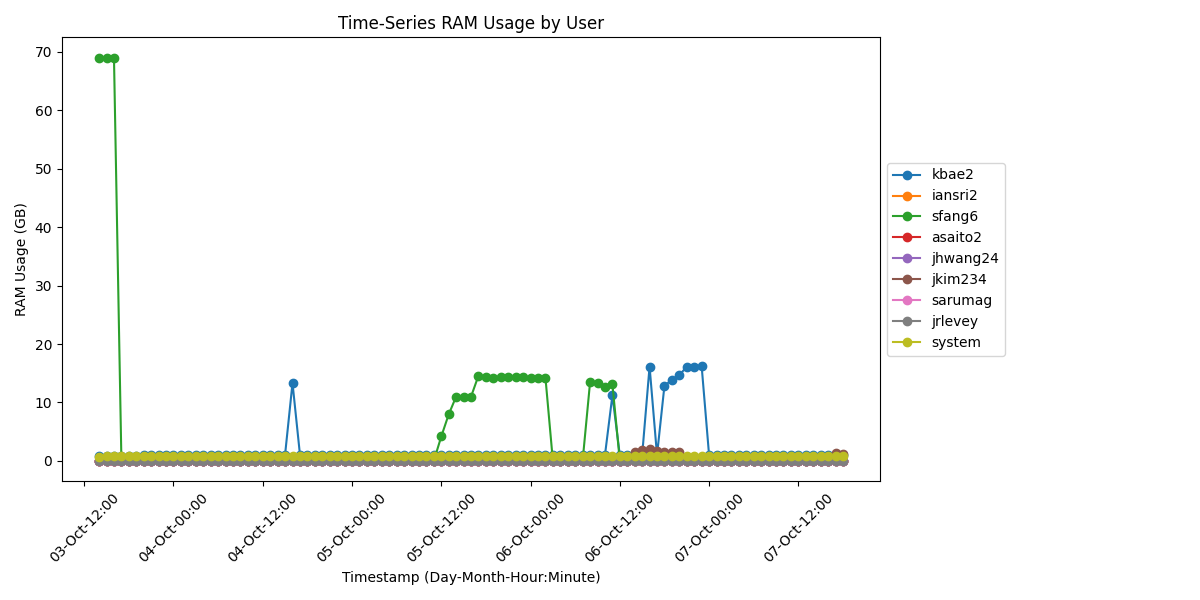 Time-Series RAM Usage by User
RAM Usage (GB)
70
60
50
40
30
20
10
0
03-Oct-12:00
04-Oct-00:00
04-Oct-12:00
05-Oct-00:00
05-Oct-12:00
06-Oct-00:00
06-Oct-12:00
07-Oct-00:00
07-Oct-12:00
Timestamp (Day-Month-Hour:Minute)
kbae2
iansri2
sfang6
asaito2
jhwang24
jkim234
sarumag
jrlevey
system